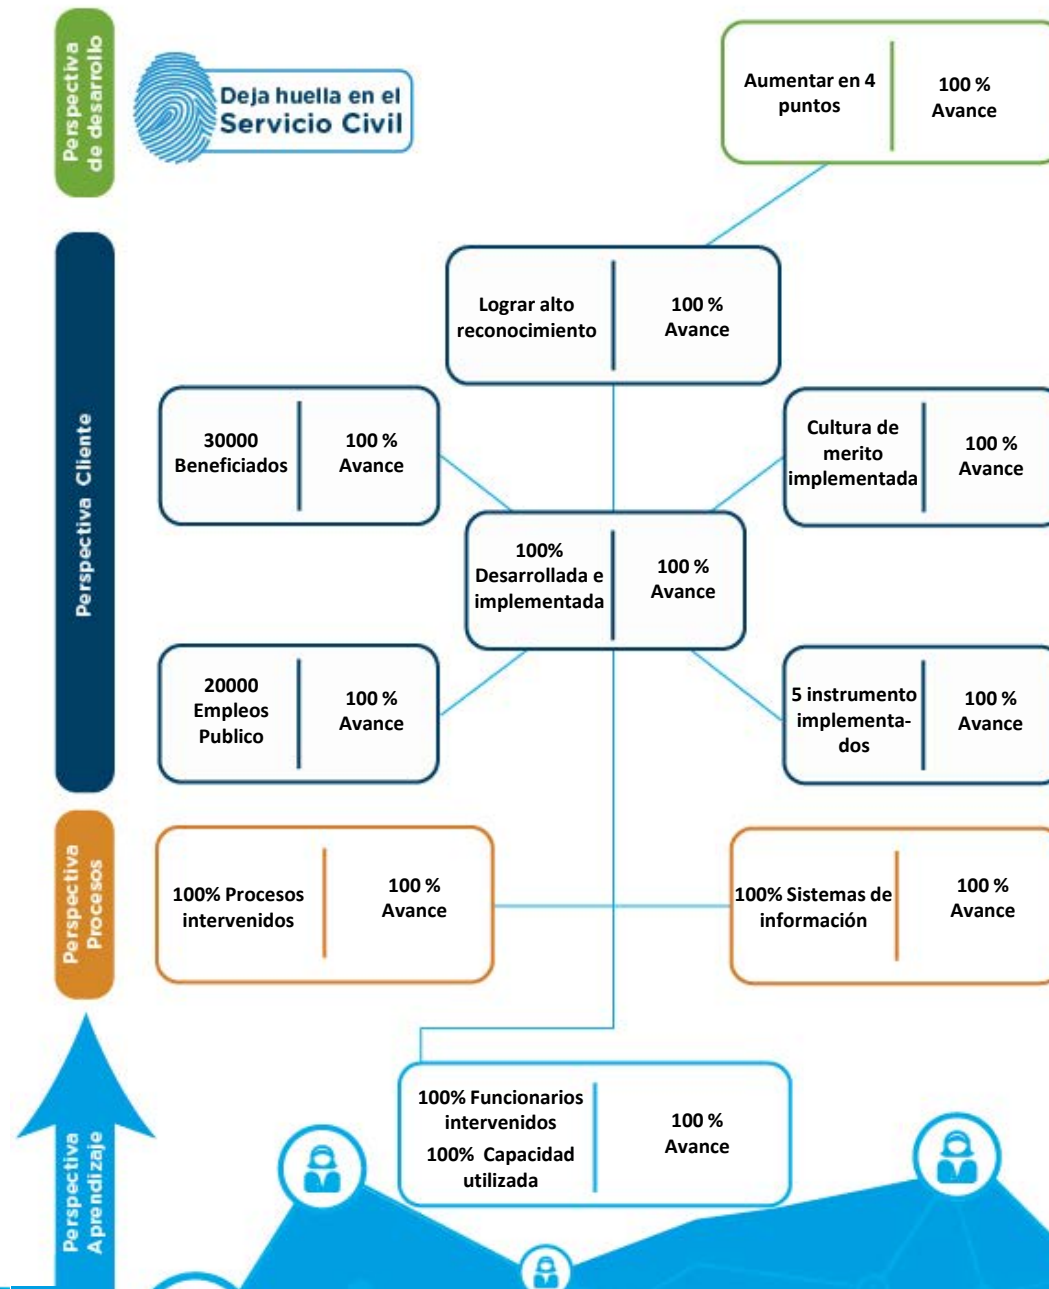 Perspectiva
de desarrollo
Deja huella en el
Servicio Civil
Aumentar en 4
puntos
100 %
Avance
Perspectiva Cliente
Lograr alto
reconocimiento
100 %
Avance
30000
Beneficiados
100 %
Avance
Cultura de
merito
implementada
100 %
Avance
100%
Desarrollada e
implementada
100 %
Avance
20000
Empleos
Publico
100 %
Avance
5 instrumento
implementa-
dos
100 %
Avance
Perspectiva
Procesos
100% Procesos
intervenidos
100 %
Avance
100% Sistemas de
información
100 %
Avance
Perspectiva
Aprendizaje
100% Funcionarios
intervenidos
100% Capacidad
utilizada
100 %
Avance